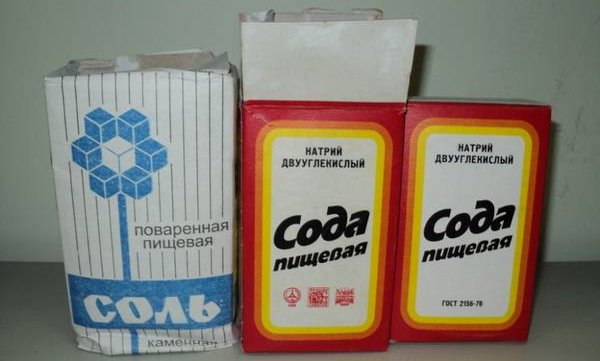 поваренная
пищевая
СОЛЬ
каменная
НАТРИЙ
ДВУУГЛЕКИСЛЫЙ
Сода
пищевая
НАТРИЙ
ДВУУГЛЕКИСЛЫЙ
Сода
пищевая
ГОСТ 2156-76